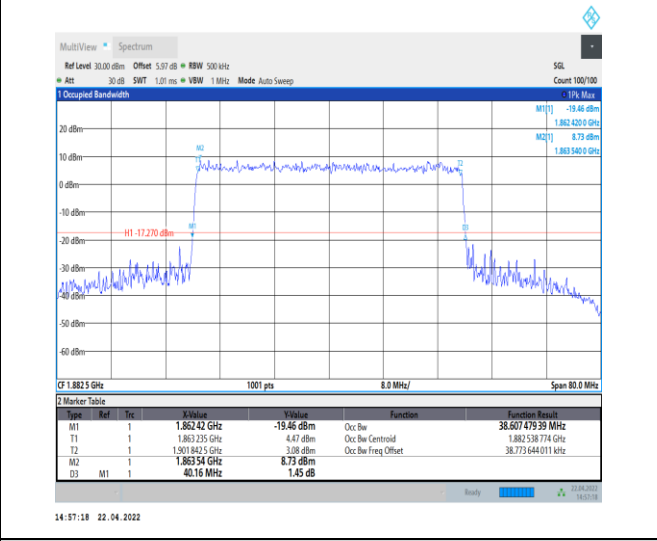 MultiView Spectrum
Ref Level 30.00 dBm Offset 5.97 dB RBW 500 kHz SGL
Att 30 dB SWT 1.01 ms VBW 1 MHz Mode Auto Sweep Count 100/100
1 Occupied Bandwidth 1Pk Max
M1[1] -19.46 dBm
1.862 420 0 GHz
M2[1] 8.73 dBm
1.863 540 0 GHz
20 dBm
M2
10 dBm
T1
T2
0 dBm
-10 dBm
M1
D3
H1 -17.270 dBm
-20 dBm
-30 dBm
-40 dBm
-50 dBm
-60 dBm
CF 1.882 5 GHz 1001 pts 8.0 MHz/ Span 80.0 MHz
2 Marker Table
Type Ref Trc X-Value Y-Value Function Function Result
M1 1 1.862 42 GHz -19.46 dBm Occ Bw 38.607 479 39 MHz
T1 1 1.863 235 GHz 4.47 dBm Occ Bw Centroid 1.882 538 774 GHz
T2 1 1.901 842 5 GHz 3.08 dBm Occ Bw Freq Offset 38.773 644 011 kHz
M2 1 1.863 54 GHz 8.73 dBm
D3 M1 1 40.16 MHz 1.45 dB
Ready 22.04.2022
14:57:18
14:57:18 22.04.2022